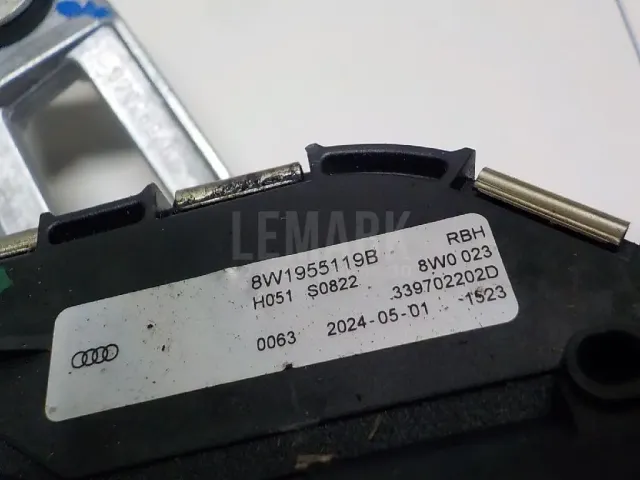 LEMARK
8W1955119B RBH
H051 S0822 8W0 023
339702202D
0063 2024-05-01 1523